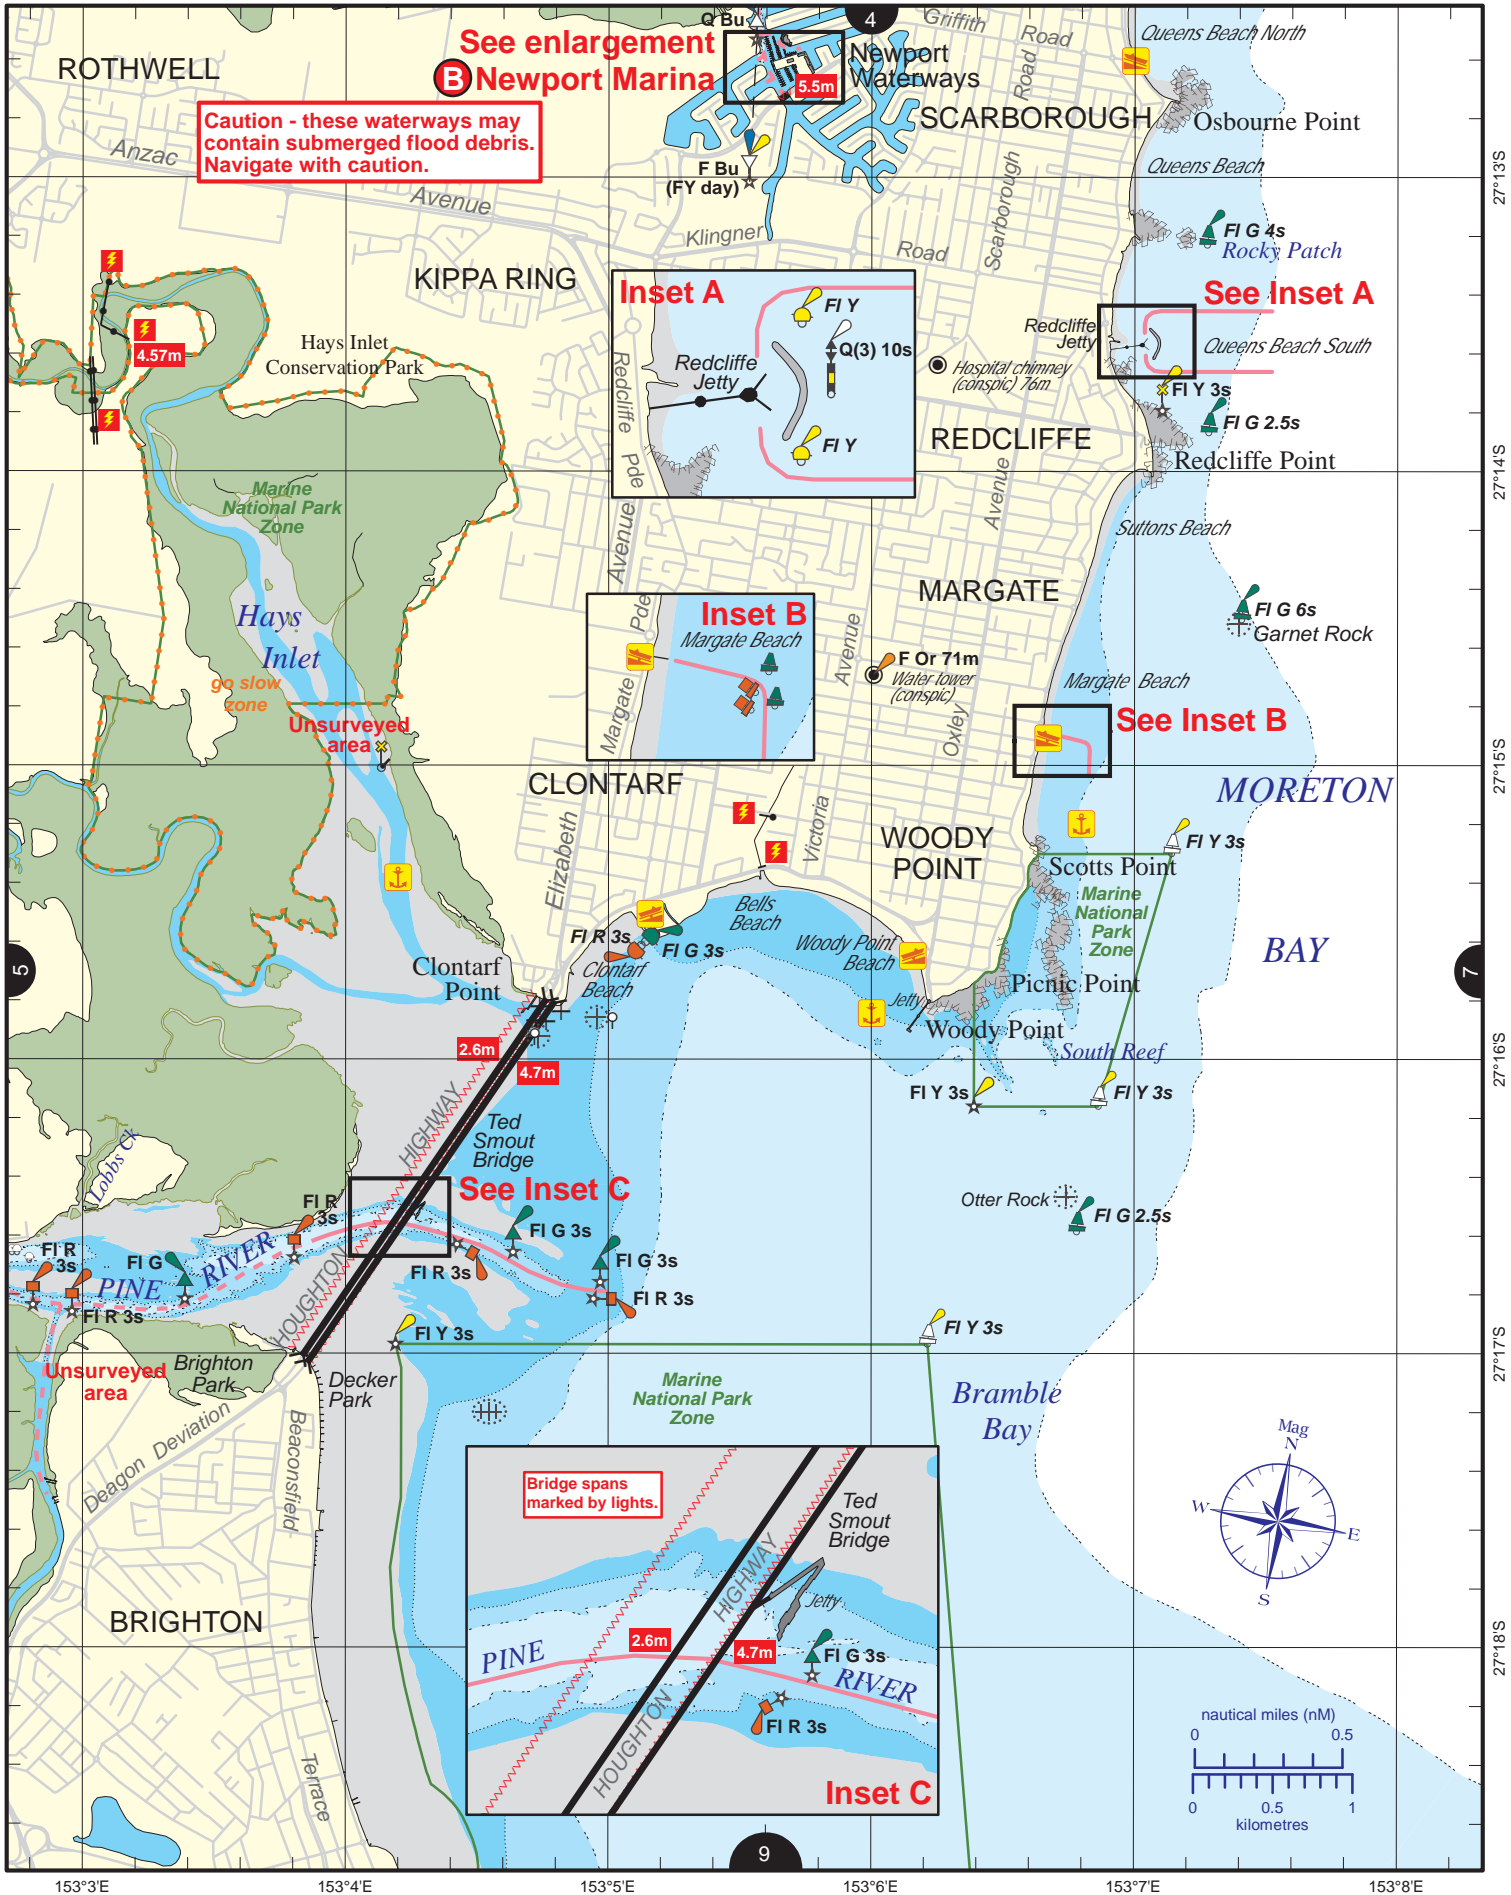 Q Bu
4
Griffith
Road
Queens Beach North
ROTHWELL
See enlargement
B Newport Marina
5.5m
Newport
Waterways
Road
SCARBOROUGH
Osbourne Point
Caution - these waterways may
contain submerged flood debris.
Navigate with caution.
Anzac
Avenue
F Bu
(FY day)
Queens Beach
27°13'S
Klingner
Road
Scarborough
Fl G 4s
Rocky Patch
KIPPA RING
Inset A
Fl Y
Q(3) 10s
Redcliffe
Jetty
Fl Y
See Inset A
Redcliffe
Jetty
Queens Beach South
4.57m
Hays Inlet
Conservation Park
Redcliffe
Pde
Hospital chimney
(conspic) 76m
Fl Y 3s
Fl G 2.5s
REDCLIFFE
Redcliffe Point
27°14'S
Marine
National Park
Zone
Avenue
Avenue
Suttons Beach
MARGATE
Hays
Inlet
Inset B
Margate Beach
Pde
Margate
Avenue
Fl G 6s
Garnet Rock
F Or 71m
Water tower
(conspic)
Margate Beach
go slow
zone
Unsurveyed
area
Oxley
See Inset B
27°15'S
CLONTARF
MORETON
BAY
Elizabeth
Victoria
WOODY
POINT
Fl Y 3s
Scotts Point
Marine
National
Park
Zone
Bells
Beach
Fl R 3s
Fl G 3s
Woody Point
Beach
5
7
Clontarf
Point
Clontarf
Beach
Picnic Point
Jetty
Woody Point
South Reef
27°16'S
2.6m
4.7m
Fl Y 3s
Fl Y 3s
HIGHWAY
Ted
Smout
Bridge
Lobbs Ck
See Inset C
Otter Rock
Fl G 2.5s
Fl R
3s
Fl G 3s
Fl R
3s
Fl G
RIVER
PINE
Fl R 3s
Fl G 3s
Fl R 3s
Fl R 3s
HOUGHTON
Fl Y 3s
Fl Y 3s
27°17'S
Unsurveyed
area
Brighton
Park
Decker
Park
Marine
National Park
Zone
Bramble
Bay
Deagon Deviation
Beaconsfield
Mag
N
W
E
S
Bridge spans
marked by lights.
Ted
Smout
Bridge
HIGHWAY
Jetty
BRIGHTON
PINE
2.6m
4.7m
Fl G 3s
RIVER
27°18'S
HOUGHTON
Fl R 3s
Inset C
Terrace
nautical miles (nM)
0 0.5
0 0.5 1
kilometres
9
153°3'E 153°4'E 153°5'E 153°6'E 153°7'E 153°8'E